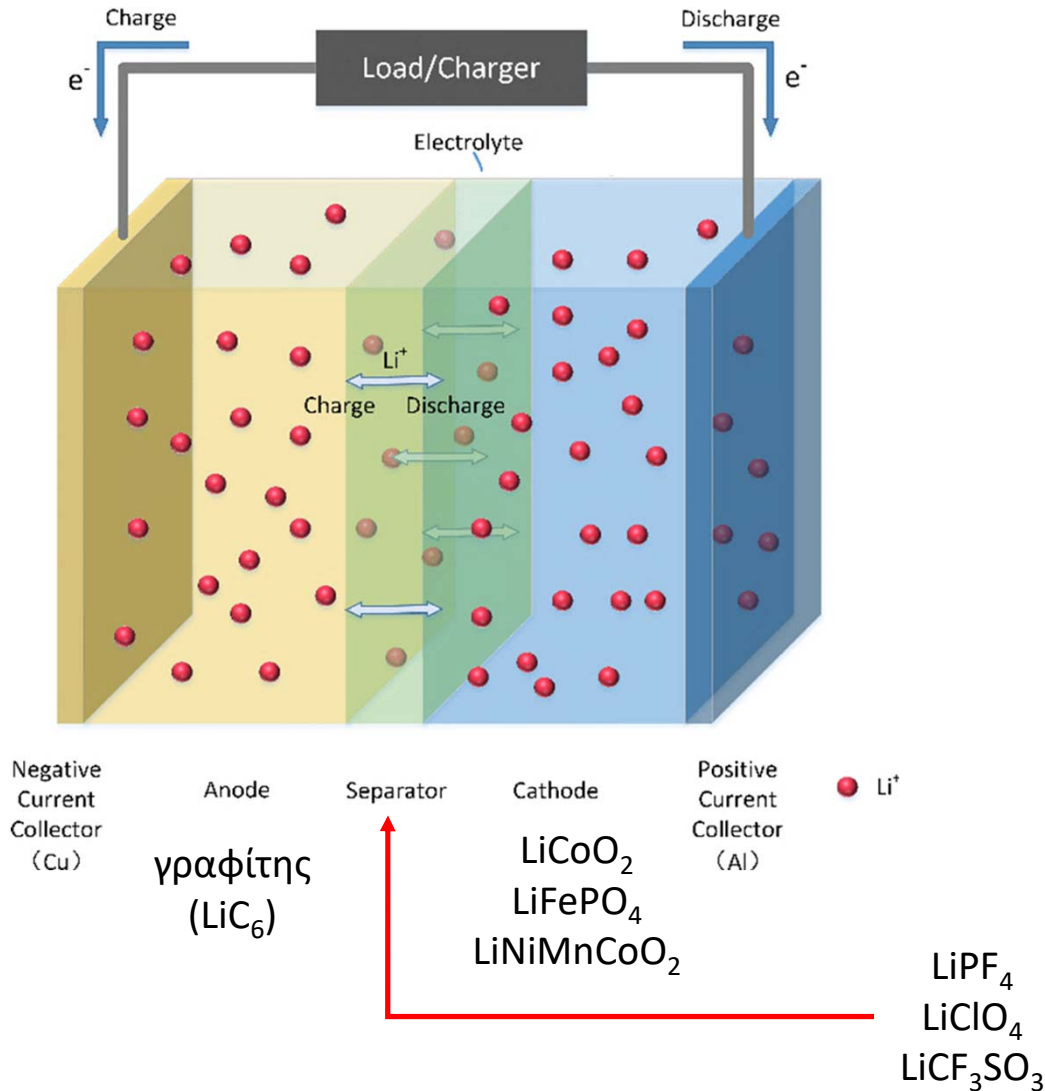 Charge
Discharge
e⁻
Load/Charger
e⁻
Electrolyte
Li⁺
Charge
Discharge
Negative
Current
Collector
(Cu)
Anode
Separator
Cathode
Positive
Current
Collector
(Al)
Li⁺
γραφίτης
(LiC₆)
LiCoO₂
LiFePO₄
LiNiMnCoO₂
LiPF₄
LiClO₄
LiCF₃SO₃